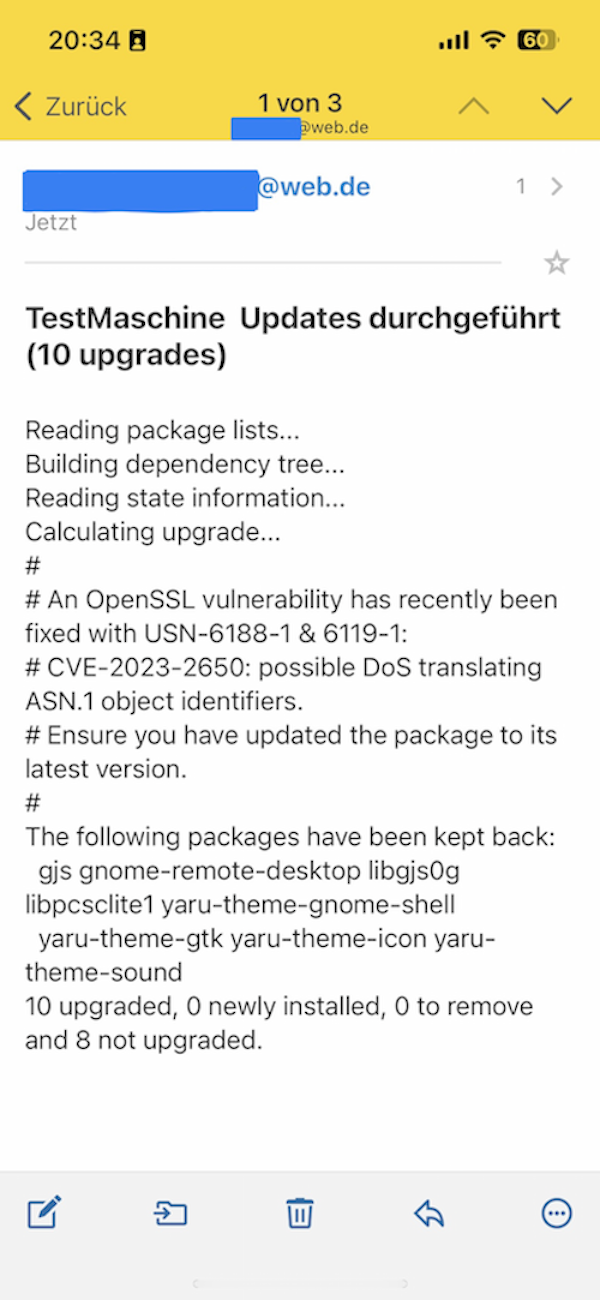 20:34
60
Zurück
1 von 3
@web.de
@web.de
1
Jetzt
TestMaschine  Updates durchgeführt
(10 upgrades)
Reading package lists...
Building dependency tree...
Reading state information...
Calculating upgrade...
#
# An OpenSSL vulnerability has recently been
fixed with USN-6188-1 & 6119-1:
# CVE-2023-2650: possible DoS translating
ASN.1 object identifiers.
# Ensure you have updated the package to its
latest version.
#
The following packages have been kept back:
gjs gnome-remote-desktop libgjs0g
libpcsclite1 yaru-theme-gnome-shell
yaru-theme-gtk yaru-theme-icon yaru-
theme-sound
10 upgraded, 0 newly installed, 0 to remove
and 8 not upgraded.